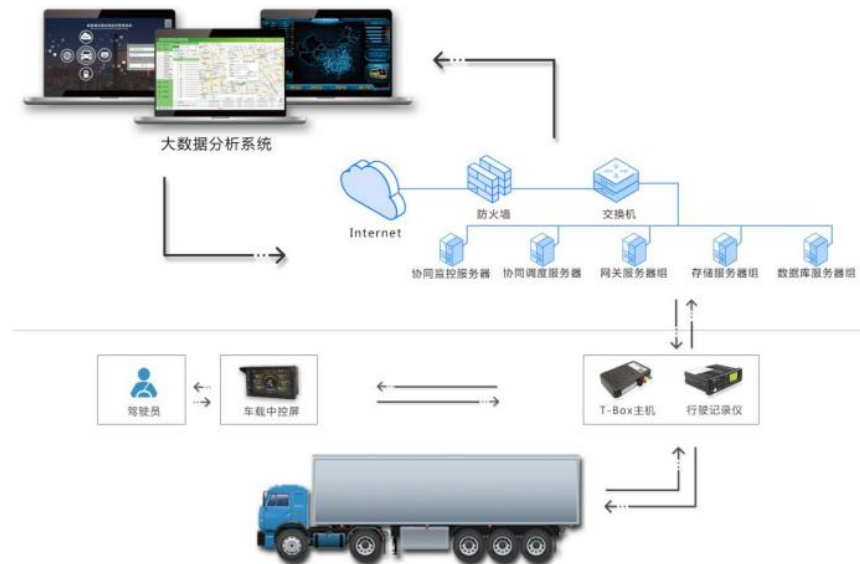 大数据分析系统
防火墙
交换机
Internet
协同监控服务器
协同调度服务器
网关服务器组
存储服务器组
数据库服务器组
驾驶员
车载中控屏
T-Box主机
行驶记录仪